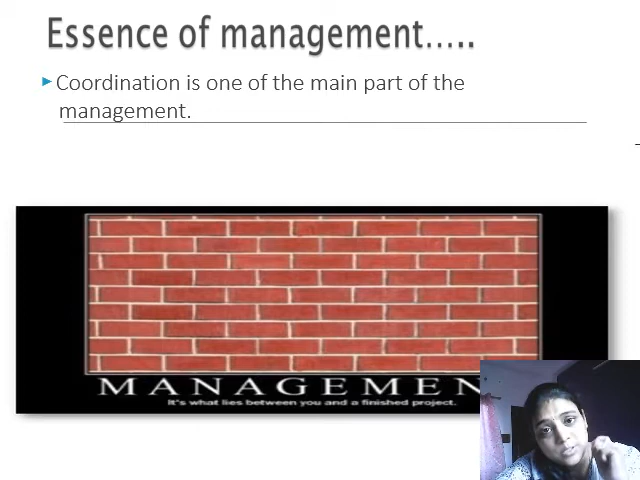 Essence of management.....
Coordination is one of the main part of the
management.
MANAGEMEN
It's what lies between you and a finished project.